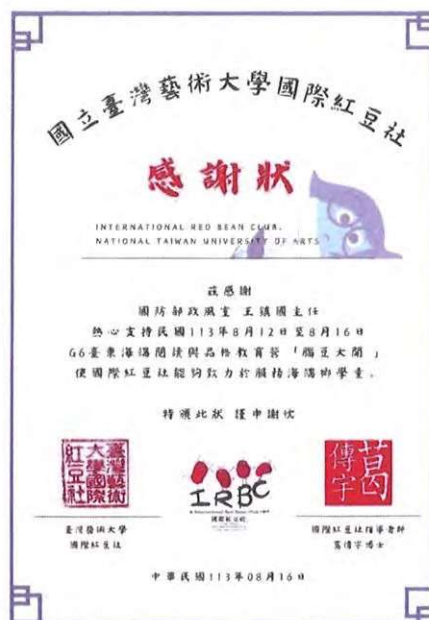 國立臺灣藝術大學國際紅豆社
感謝狀
INTERNATIONAL RED BEAN CLUB,
NATIONAL TAIWAN UNIVERSITY OF ARTS
茲感謝
國防部政風室 王鎮國主任
熱心支持民國113年8月12日至8月16日
G6臺東海端閱讀與品格教育營「腦豆大開」
使國際紅豆社能夠致力於服務海端鄉學童。
特頒此狀 謹申謝忱
臺灣藝術大學國際紅豆社
IRBC
國際紅豆社
葛傳宇
臺灣藝術大學
國際紅豆社
國際紅豆社指導老師
葛傳宇博士
中華民國113年08月16日